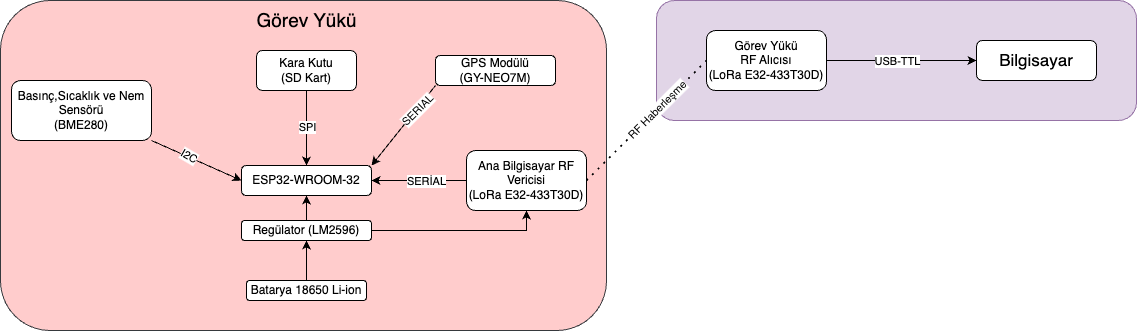 Görev Yükü
Kara Kutu
(SD Kart)
GPS Modülü
(GY-NEO7M)
Basınç,Sıcaklık ve Nem
Sensörü
(BME280)
SPI
SERIAL
I2C
ESP32-WROOM-32
SERİAL
Ana Bilgisayar RF
Vericisi
(LoRa E32-433T30D)
Regülator (LM2596)
Batarya 18650 Li-ion
RF Haberleşme
Görev Yükü
RF Alıcısı
(LoRa E32-433T30D)
USB-TTL
Bilgisayar